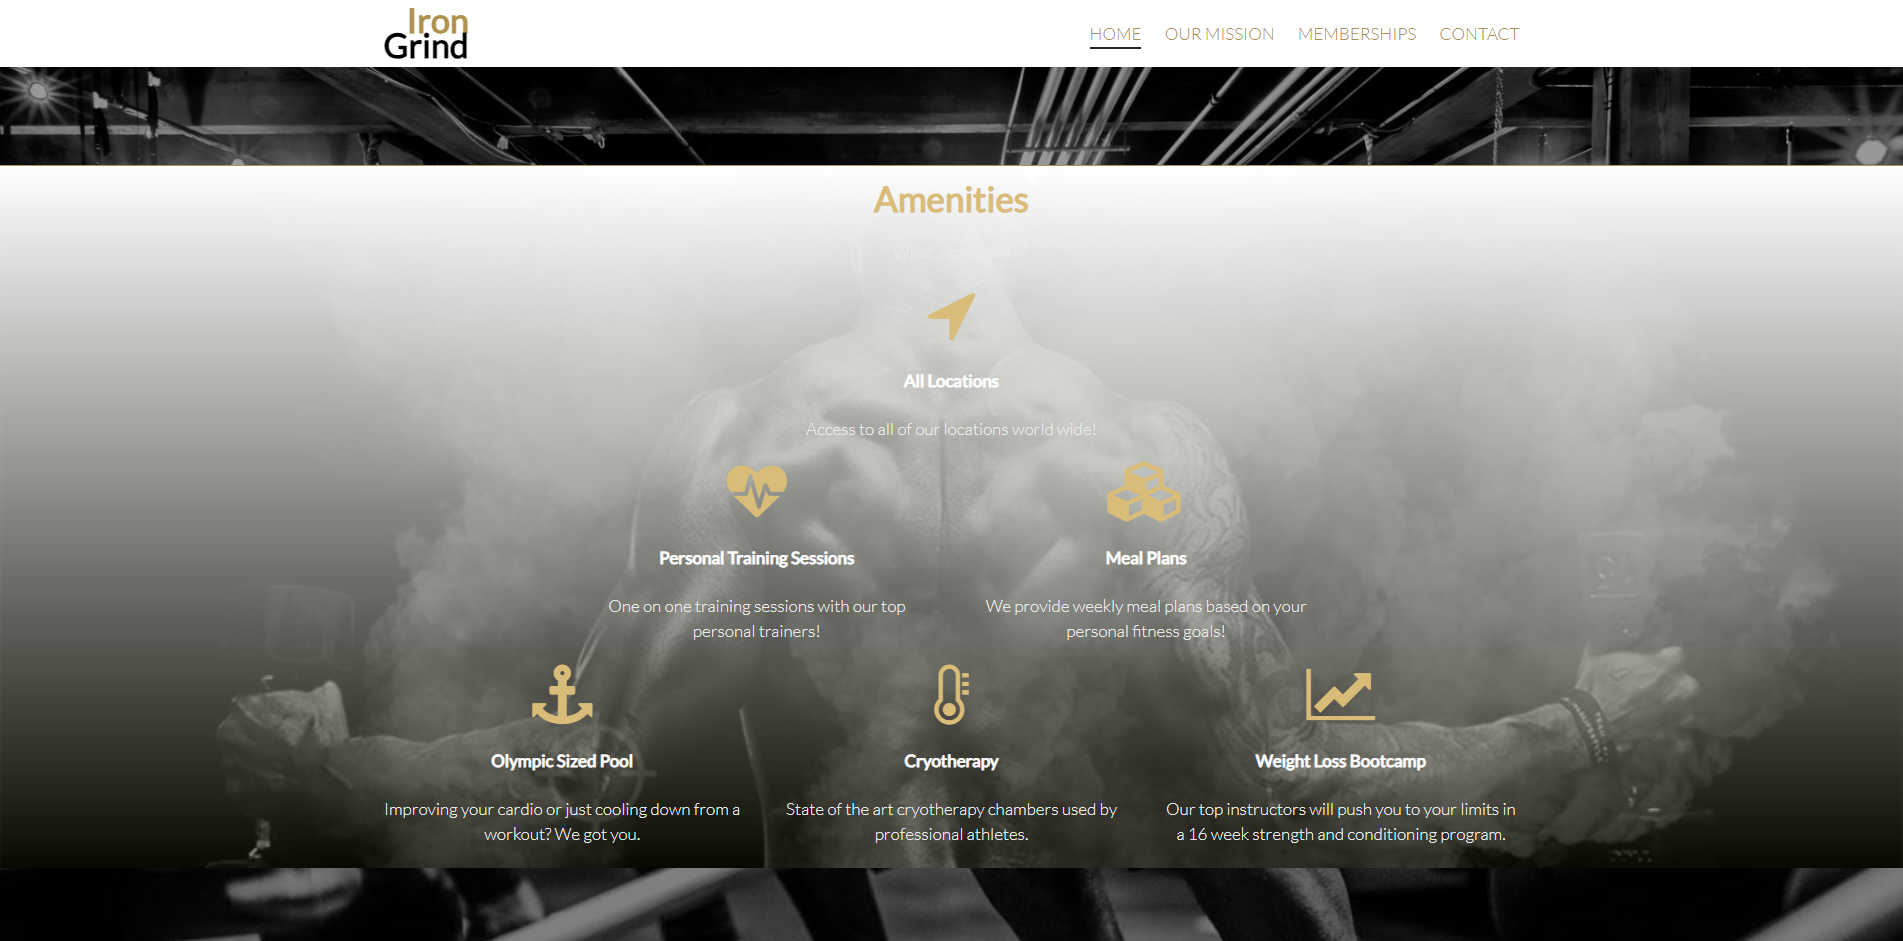 Iron
Grind
HOME OUR MISSION MEMBERSHIPS CONTACT
Amenities
What's
All Locations
Access to all of our locations world wide!
Personal Training Sessions
One on one training sessions with our top
personal trainers!
Meal Plans
We provide weekly meal plans based on your
personal fitness goals!
Olympic Sized Pool
Improving your cardio or just cooling down from a
workout? We got you.
Cryotherapy
State of the art cryotherapy chambers used by
professional athletes.
Weight Loss Bootcamp
Our top instructors will push you to your limits in
a 16 week strength and conditioning program.